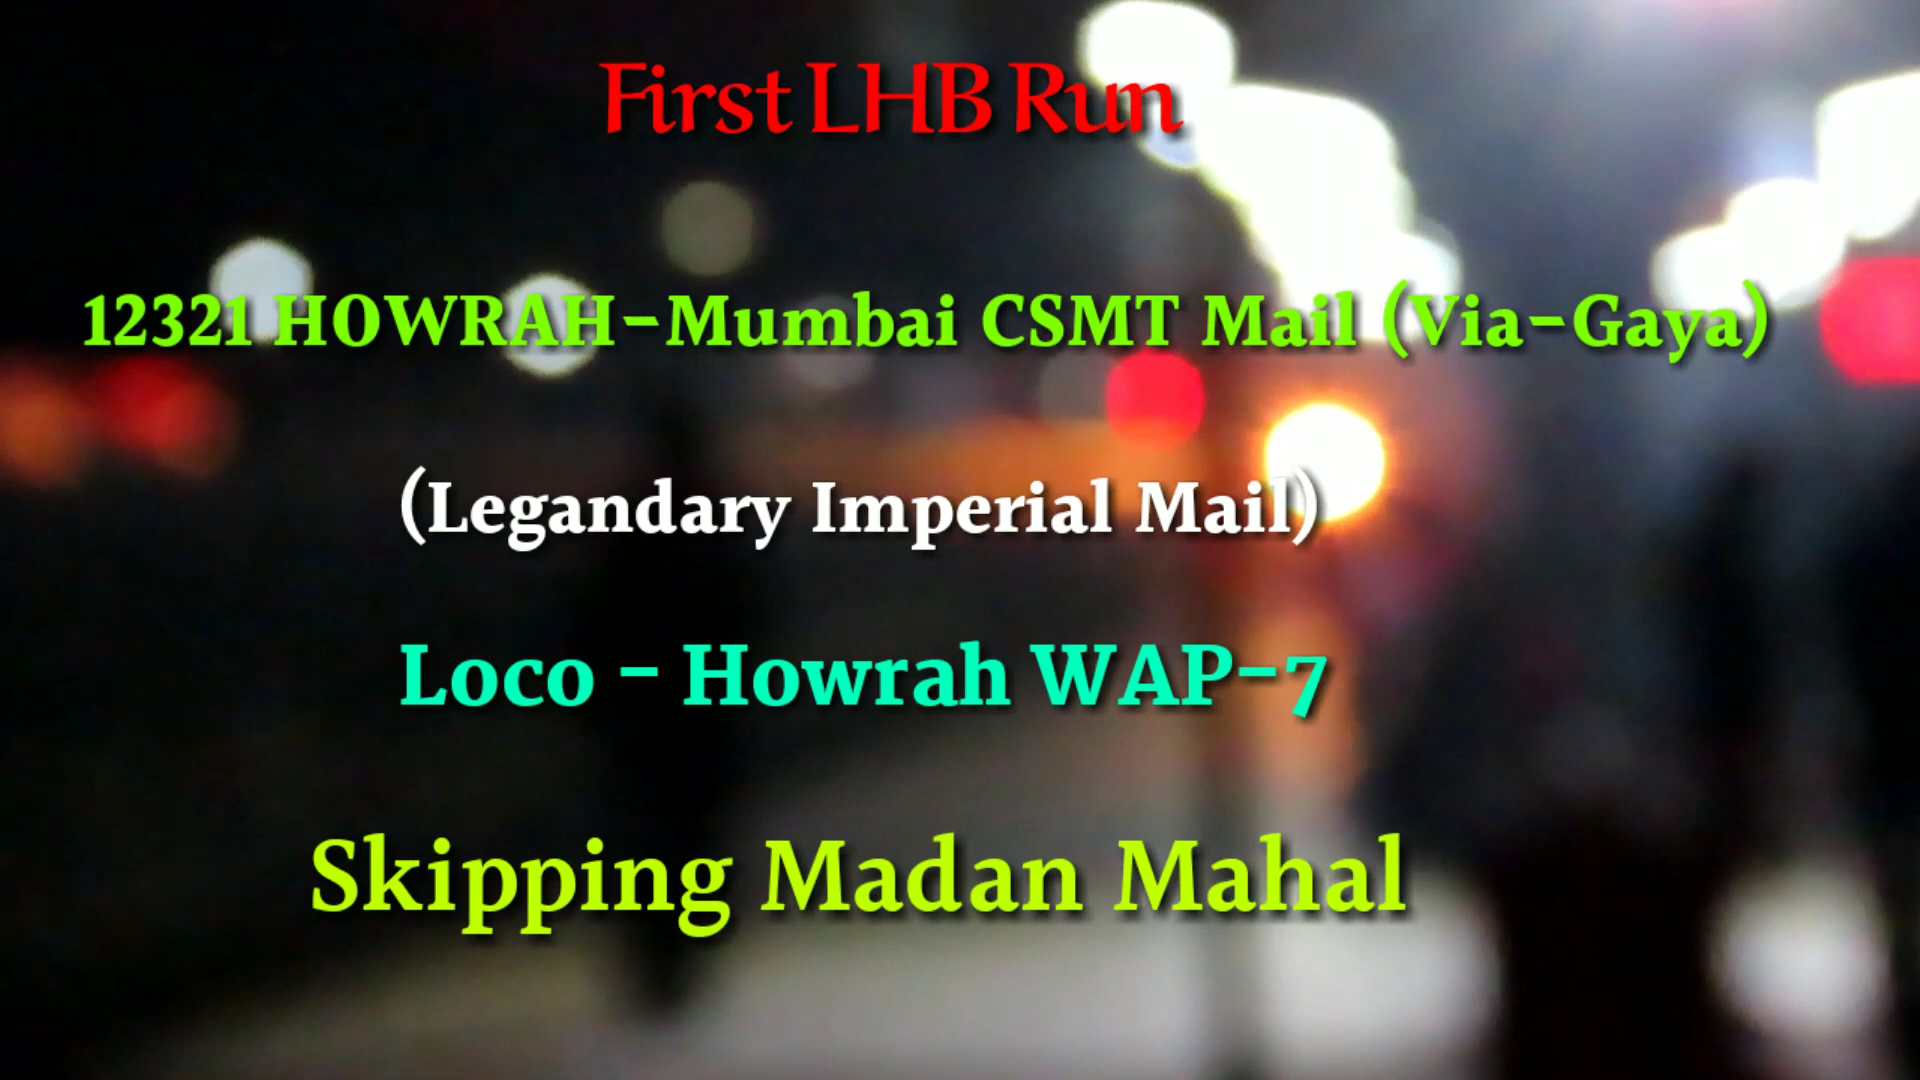 First LHB Run
12321 HOWRAH-Mumbai CSMT Mail (Via-Gaya)
(Legandary Imperial Mail)
Loco - Howrah WAP-7
Skipping Madan Mahal